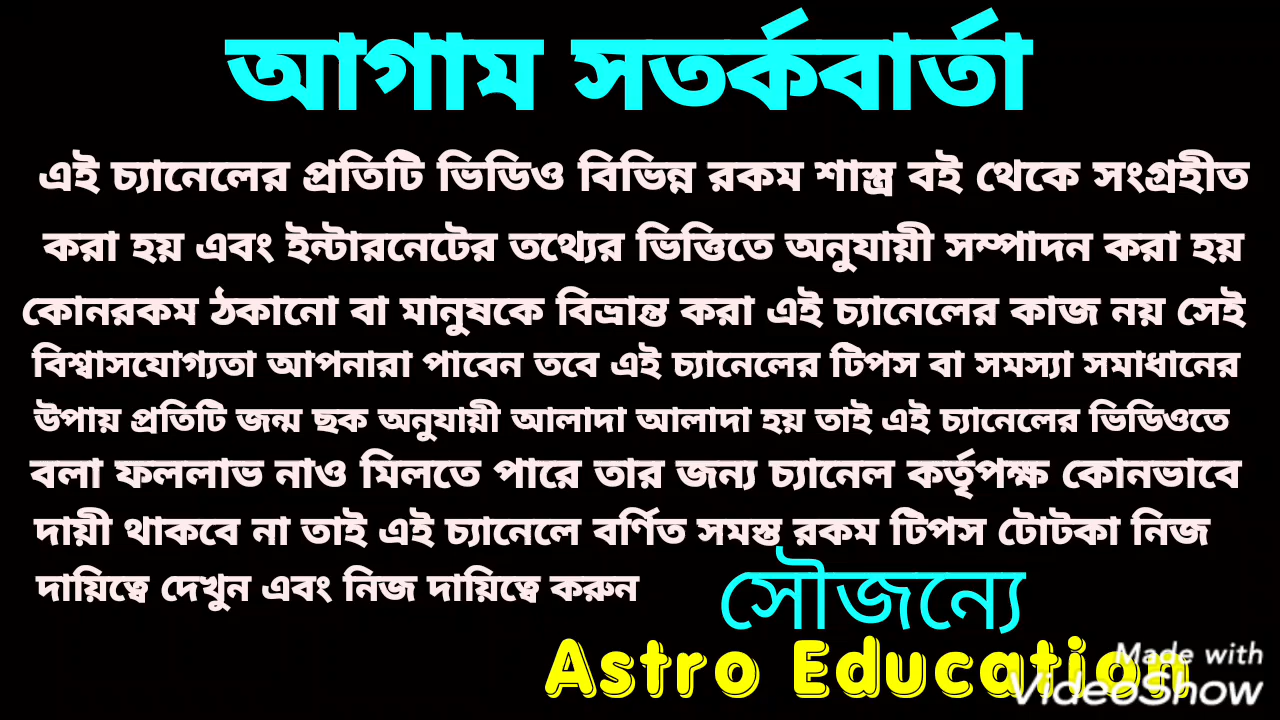 আগাম সতর্কবার্তা
এই চ্যানেলের প্রতিটি ভিডিও বিভিন্ন রকম শাস্ত্র বই থেকে সংগ্রহীত
করা হয় এবং ইন্টারনেটের তথ্যের ভিত্তিতে অনুযায়ী সম্পাদন করা হয়
কোনরকম ঠকানো বা মানুষকে বিভ্রান্ত করা এই চ্যানেলের কাজ নয় সেই
বিশ্বাসযোগ্যতা আপনারা পাবেন তবে এই চ্যানেলের টিপস বা সমস্যা সমাধানের
উপায় প্রতিটি জন্ম ছক অনুযায়ী আলাদা আলাদা হয় তাই এই চ্যানেলের ভিডিওতে
বলা ফললাভ নাও মিলতে পারে তার জন্য চ্যানেল কর্তৃপক্ষ কোনভাবে
দায়ী থাকবে না তাই এই চ্যানেলে বর্ণিত সমস্ত রকম টিপস টোটকা নিজ
দায়িত্বে দেখুন এবং নিজ দায়িত্বে করুন
সৌজন্যে
Astro Education
Made with
VideoShow